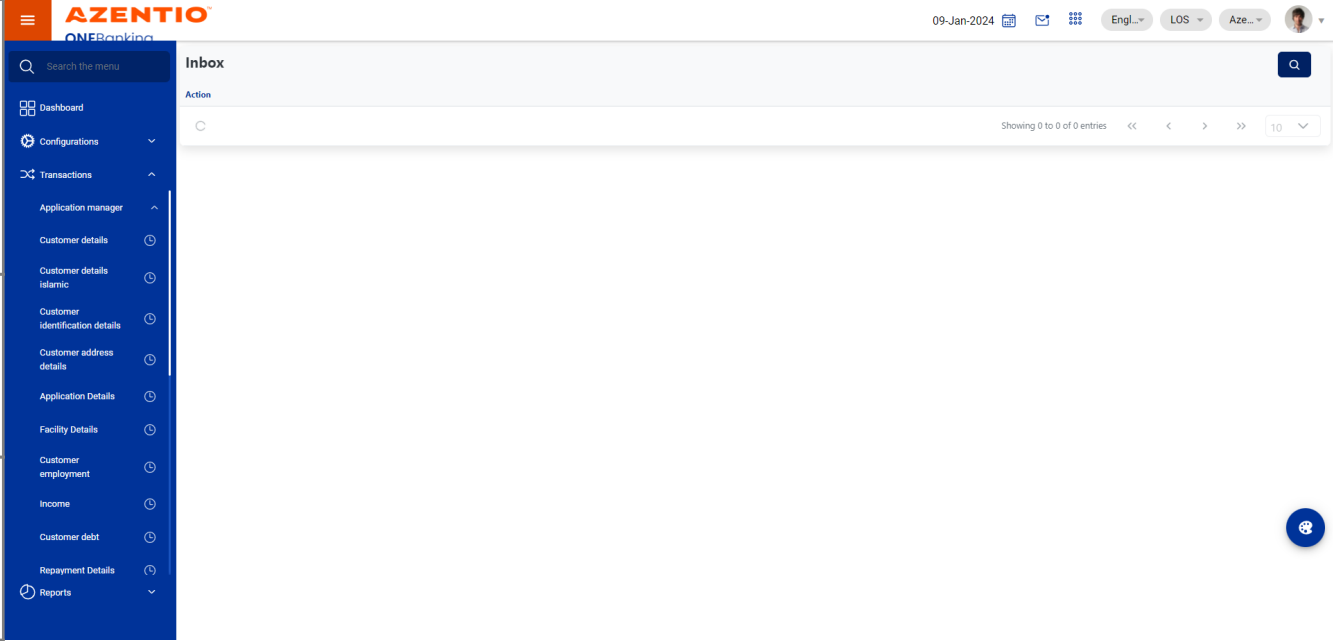 AZENTIO™
ONEBanking
09-Jan-2024
Engl...
LOS
Aze...
Search the menu
Dashboard
Configurations
Transactions
Application manager
Customer details
Customer details
islamic
Customer
identification details
Customer address
details
Application Details
Facility Details
Customer
employment
Income
Customer debt
Repayment Details
Reports
Inbox
Action
Showing 0 to 0 of 0 entries
10